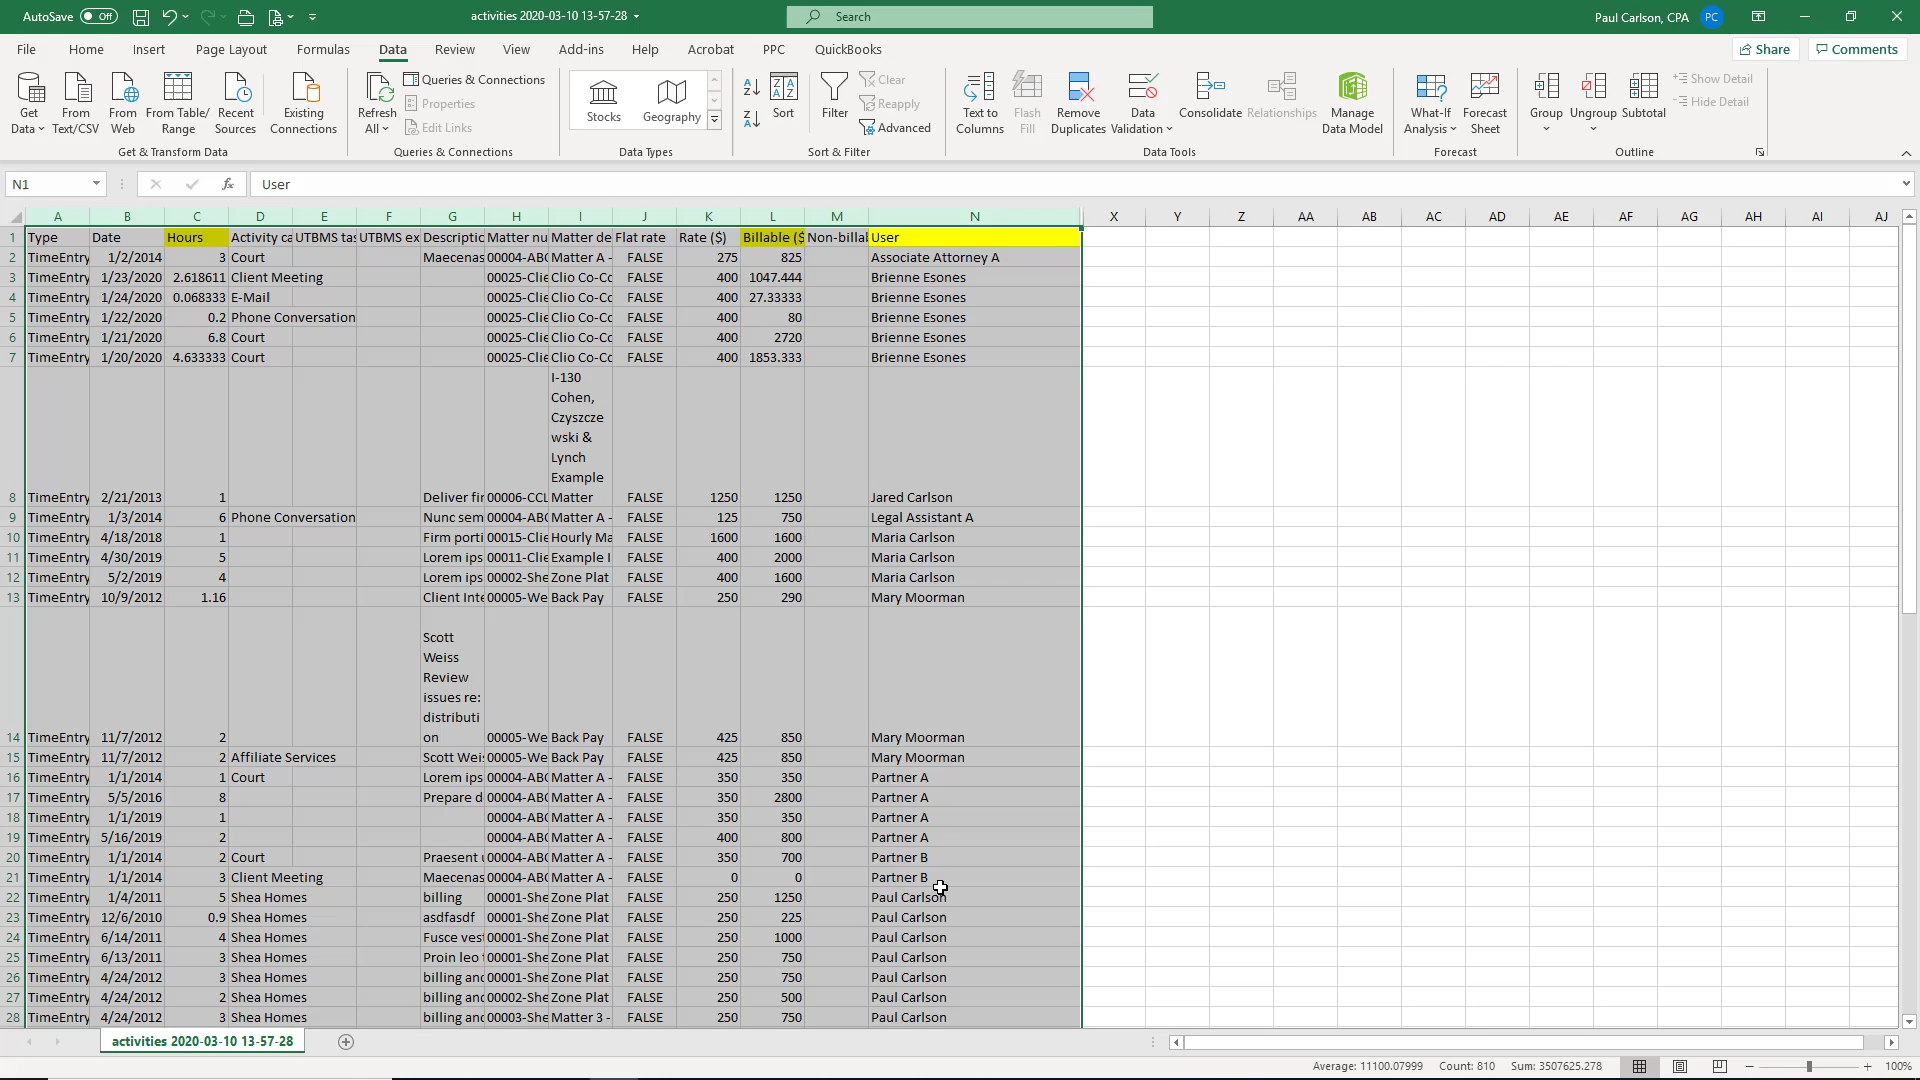 AutoSave Off activities 2020-03-10 13-57-28 Search Paul Carlson, CPA PC
File Home Insert Page Layout Formulas Data Review View Add-ins Help Acrobat PPC QuickBooks Share Comments
Get Data From Text/CSV From Web From Table/ Range Recent Sources Existing Connections Get & Transform Data
Refresh All Queries & Connections Properties Edit Links Queries & Connections
Stocks Geography Data Types
Sort Filter Clear Reapply Advanced Sort & Filter
Text to Columns Flash Fill Remove Duplicates Data Validation Consolidate Relationships Manage Data Model Data Tools
What-If Analysis Forecast Sheet Forecast
Group Ungroup Subtotal Show Detail Hide Detail Outline
N1 fx User
A B C D E F G H I J K L M N X Y Z AA AB AC AD AE AF AG AH AI AJ
1 Type Date Hours Activity ca UTBMS tas UTBMS ex Descriptic Matter nu Matter de Flat rate Rate ($) Billable ($ Non-billal User
2 TimeEntry 1/2/2014 3 Court Maecenas 00004-ABC Matter A - FALSE 275 825 Associate Attorney A
3 TimeEntry 1/23/2020 2.618611 Client Meeting 00025-Clie Clio Co-Co FALSE 400 1047.444 Brienne Esones
4 TimeEntry 1/24/2020 0.068333 E-Mail 00025-Clie Clio Co-Co FALSE 400 27.33333 Brienne Esones
5 TimeEntry 1/22/2020 0.2 Phone Conversation 00025-Clie Clio Co-Co FALSE 400 80 Brienne Esones
6 TimeEntry 1/21/2020 6.8 Court 00025-Clie Clio Co-Co FALSE 400 2720 Brienne Esones
7 TimeEntry 1/20/2020 4.633333 Court 00025-Clie Clio Co-Co FALSE 400 1853.333 Brienne Esones
I-130
Cohen,
Czyszcze
wski &
Lynch
Example
8 TimeEntry 2/21/2013 1 Deliver fir 00006-CCL Matter FALSE 1250 1250 Jared Carlson
9 TimeEntry 1/3/2014 6 Phone Conversation Nunc sem 00004-ABC Matter A - FALSE 125 750 Legal Assistant A
10 TimeEntry 4/18/2018 1 Firm porti 00015-Clie Hourly Ma FALSE 1600 1600 Maria Carlson
11 TimeEntry 4/30/2019 5 Lorem ips 00011-Clie Example I FALSE 400 2000 Maria Carlson
12 TimeEntry 5/2/2019 4 Lorem ips 00002-She Zone Plat FALSE 400 1600 Maria Carlson
13 TimeEntry 10/9/2012 1.16 Client Inte 00005-We Back Pay FALSE 250 290 Mary Moorman
Scott
Weiss
Review
issues re:
distributi
14 TimeEntry 11/7/2012 2 on 00005-We Back Pay FALSE 425 850 Mary Moorman
15 TimeEntry 11/7/2012 2 Affiliate Services Scott Weis 00005-We Back Pay FALSE 425 850 Mary Moorman
16 TimeEntry 1/1/2014 1 Court Lorem ips 00004-ABC Matter A - FALSE 350 350 Partner A
17 TimeEntry 5/5/2016 8 Prepare d 00004-ABC Matter A - FALSE 350 2800 Partner A
18 TimeEntry 1/1/2019 1 00004-ABC Matter A - FALSE 350 350 Partner A
19 TimeEntry 5/16/2019 2 00004-ABC Matter A - FALSE 400 800 Partner A
20 TimeEntry 1/1/2014 2 Court Praesent u 00004-ABC Matter A - FALSE 350 700 Partner B
21 TimeEntry 1/1/2014 3 Client Meeting Maecenas 00004-ABC Matter A - FALSE 0 0 Partner B
22 TimeEntry 1/4/2011 5 Shea Homes billing 00001-She Zone Plat FALSE 250 1250 Paul Carlson
23 TimeEntry 12/6/2010 0.9 Shea Homes asdfasdf 00001-She Zone Plat FALSE 250 225 Paul Carlson
24 TimeEntry 6/14/2011 4 Shea Homes Fusce vest 00001-She Zone Plat FALSE 250 1000 Paul Carlson
25 TimeEntry 6/13/2011 3 Shea Homes Proin leo t 00001-She Zone Plat FALSE 250 750 Paul Carlson
26 TimeEntry 4/24/2012 3 Shea Homes billing and 00001-She Zone Plat FALSE 250 750 Paul Carlson
27 TimeEntry 4/24/2012 2 Shea Homes billing and 00002-She Zone Plat FALSE 250 500 Paul Carlson
28 TimeEntry 4/24/2012 3 Shea Homes billing and 00003-She Matter 3 - FALSE 250 750 Paul Carlson
activities 2020-03-10 13-57-28
Average: 11100.07999 Count: 810 Sum: 3507625.278 100%